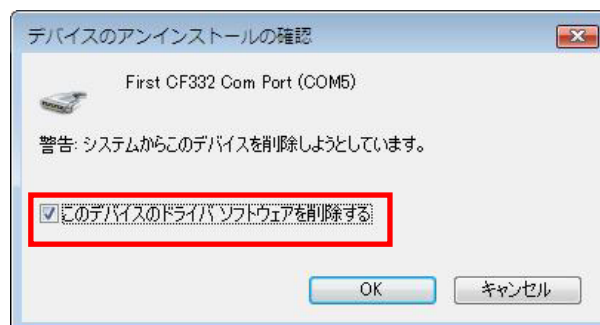 デバイスのアンインストールの確認
First CF332 Com Port (COM5)
警告: システムからこのデバイスを削除しようとしています。
このデバイスのドライバ ソフトウェアを削除する
OK キャンセル